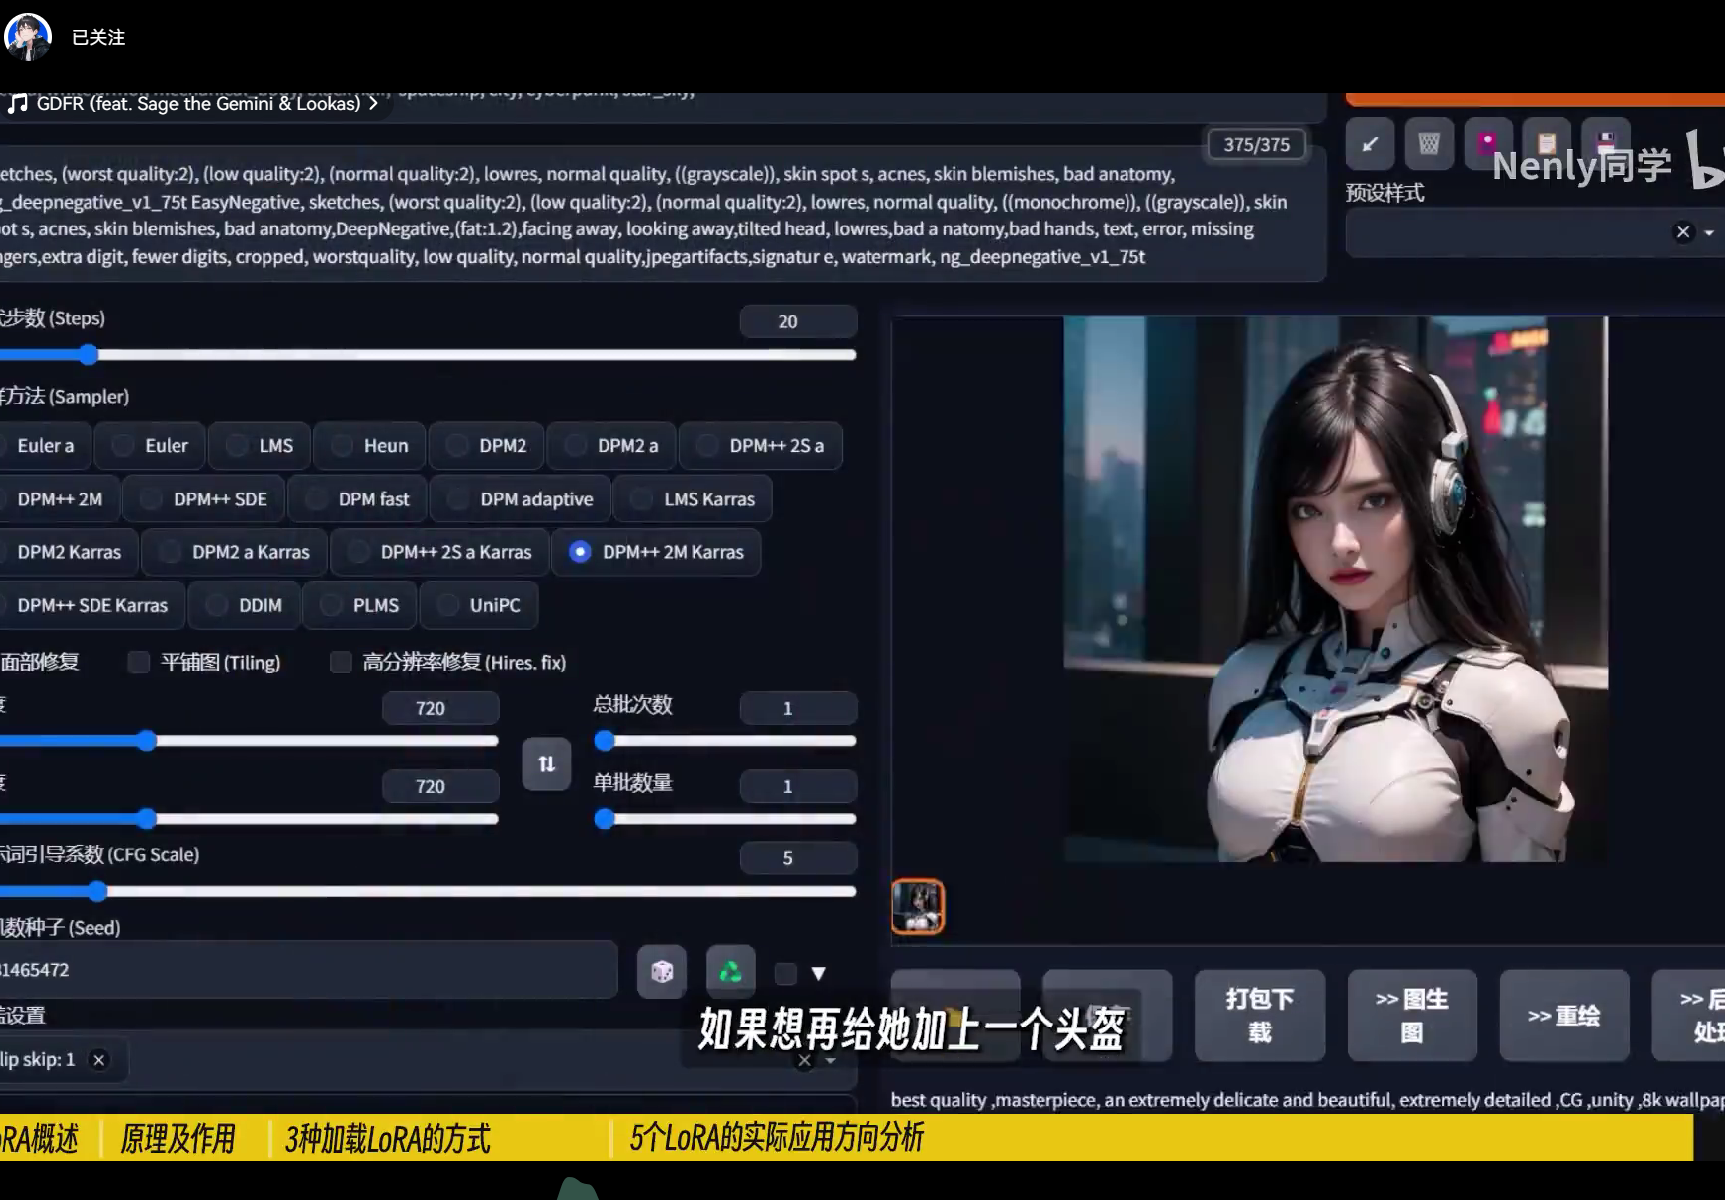 已关注
GDFR (feat. Sage the Gemini & Lookas)
375/375
etches, (worst quality:2), (low quality:2), (normal quality:2), lowres, normal quality, ((grayscale)), skin spot s, acnes, skin blemishes, bad anatomy,
g_deepnegative_v1_75t EasyNegative, sketches, (worst quality:2), (low quality:2), (normal quality:2), lowres, normal quality, ((monochrome)), ((grayscale)), skin
ot s, acnes, skin blemishes, bad anatomy,DeepNegative,(fat:1.2),facing away, looking away,tilted head, lowres,bad a natomy,bad hands, text, error, missing
ngers,extra digit, fewer digits, cropped, worstquality, low quality, normal quality,jpegartifacts,signatur e, watermark, ng_deepnegative_v1_75t
Nenly同学
预设样式
步数 (Steps)
20
方法 (Sampler)
Euler a Euler LMS Heun DPM2 DPM2 a DPM++ 2S a
DPM++ 2M DPM++ SDE DPM fast DPM adaptive LMS Karras
DPM2 Karras DPM2 a Karras DPM++ 2S a Karras DPM++ 2M Karras
DPM++ SDE Karras DDIM PLMS UniPC
面部修复 平铺图 (Tiling) 高分辨率修复 (Hires. fix)
720
总批次数 1
720
单批数量 1
词引导系数 (CFG Scale)
5
数种子 (Seed)
1465472
设置
lip skip: 1
打包下
载
>> 图生
图
>> 重绘
>> 后
处理
如果想再给她加上一个头盔
best quality ,masterpiece, an extremely delicate and beautiful, extremely detailed ,CG ,unity ,8k wallpap
oRA概述 原理及作用 3种加载LoRA的方式 5个LoRA的实际应用方向分析